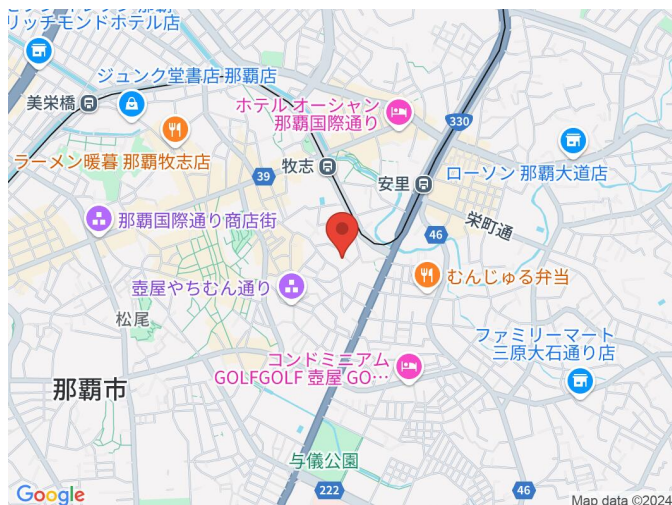 リッチモンドホテル店
ジュンク堂書店 那覇店
美栄橋
ホテル オーシャン
那覇国際通り
330
ラーメン暖暮 那覇牧志店
牧志
39
安里
ローソン 那覇大道店
那覇国際通り商店街
栄町通
46
壺屋やちむん通り
むんじゅる弁当
松尾
ファミリーマート
三原大石通り店
コンドミニアム
GOLFGOLF 壺屋 GO…
那覇市
与儀公園
222
46
Google
Map data ©2024